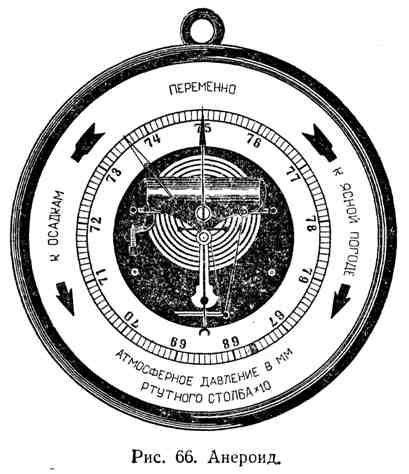 ПЕРЕМЕННО
К ОСАДКАМ
К ЯСНОЙ ПОГОДЕ
67
68
69
70
71
72
73
74
75
76
77
78
79
АТМОСФЕРНОЕ ДАВЛЕНИЕ В ММ
РТУТНОГО СТОЛБА×10
Рис. 66. Анероид.